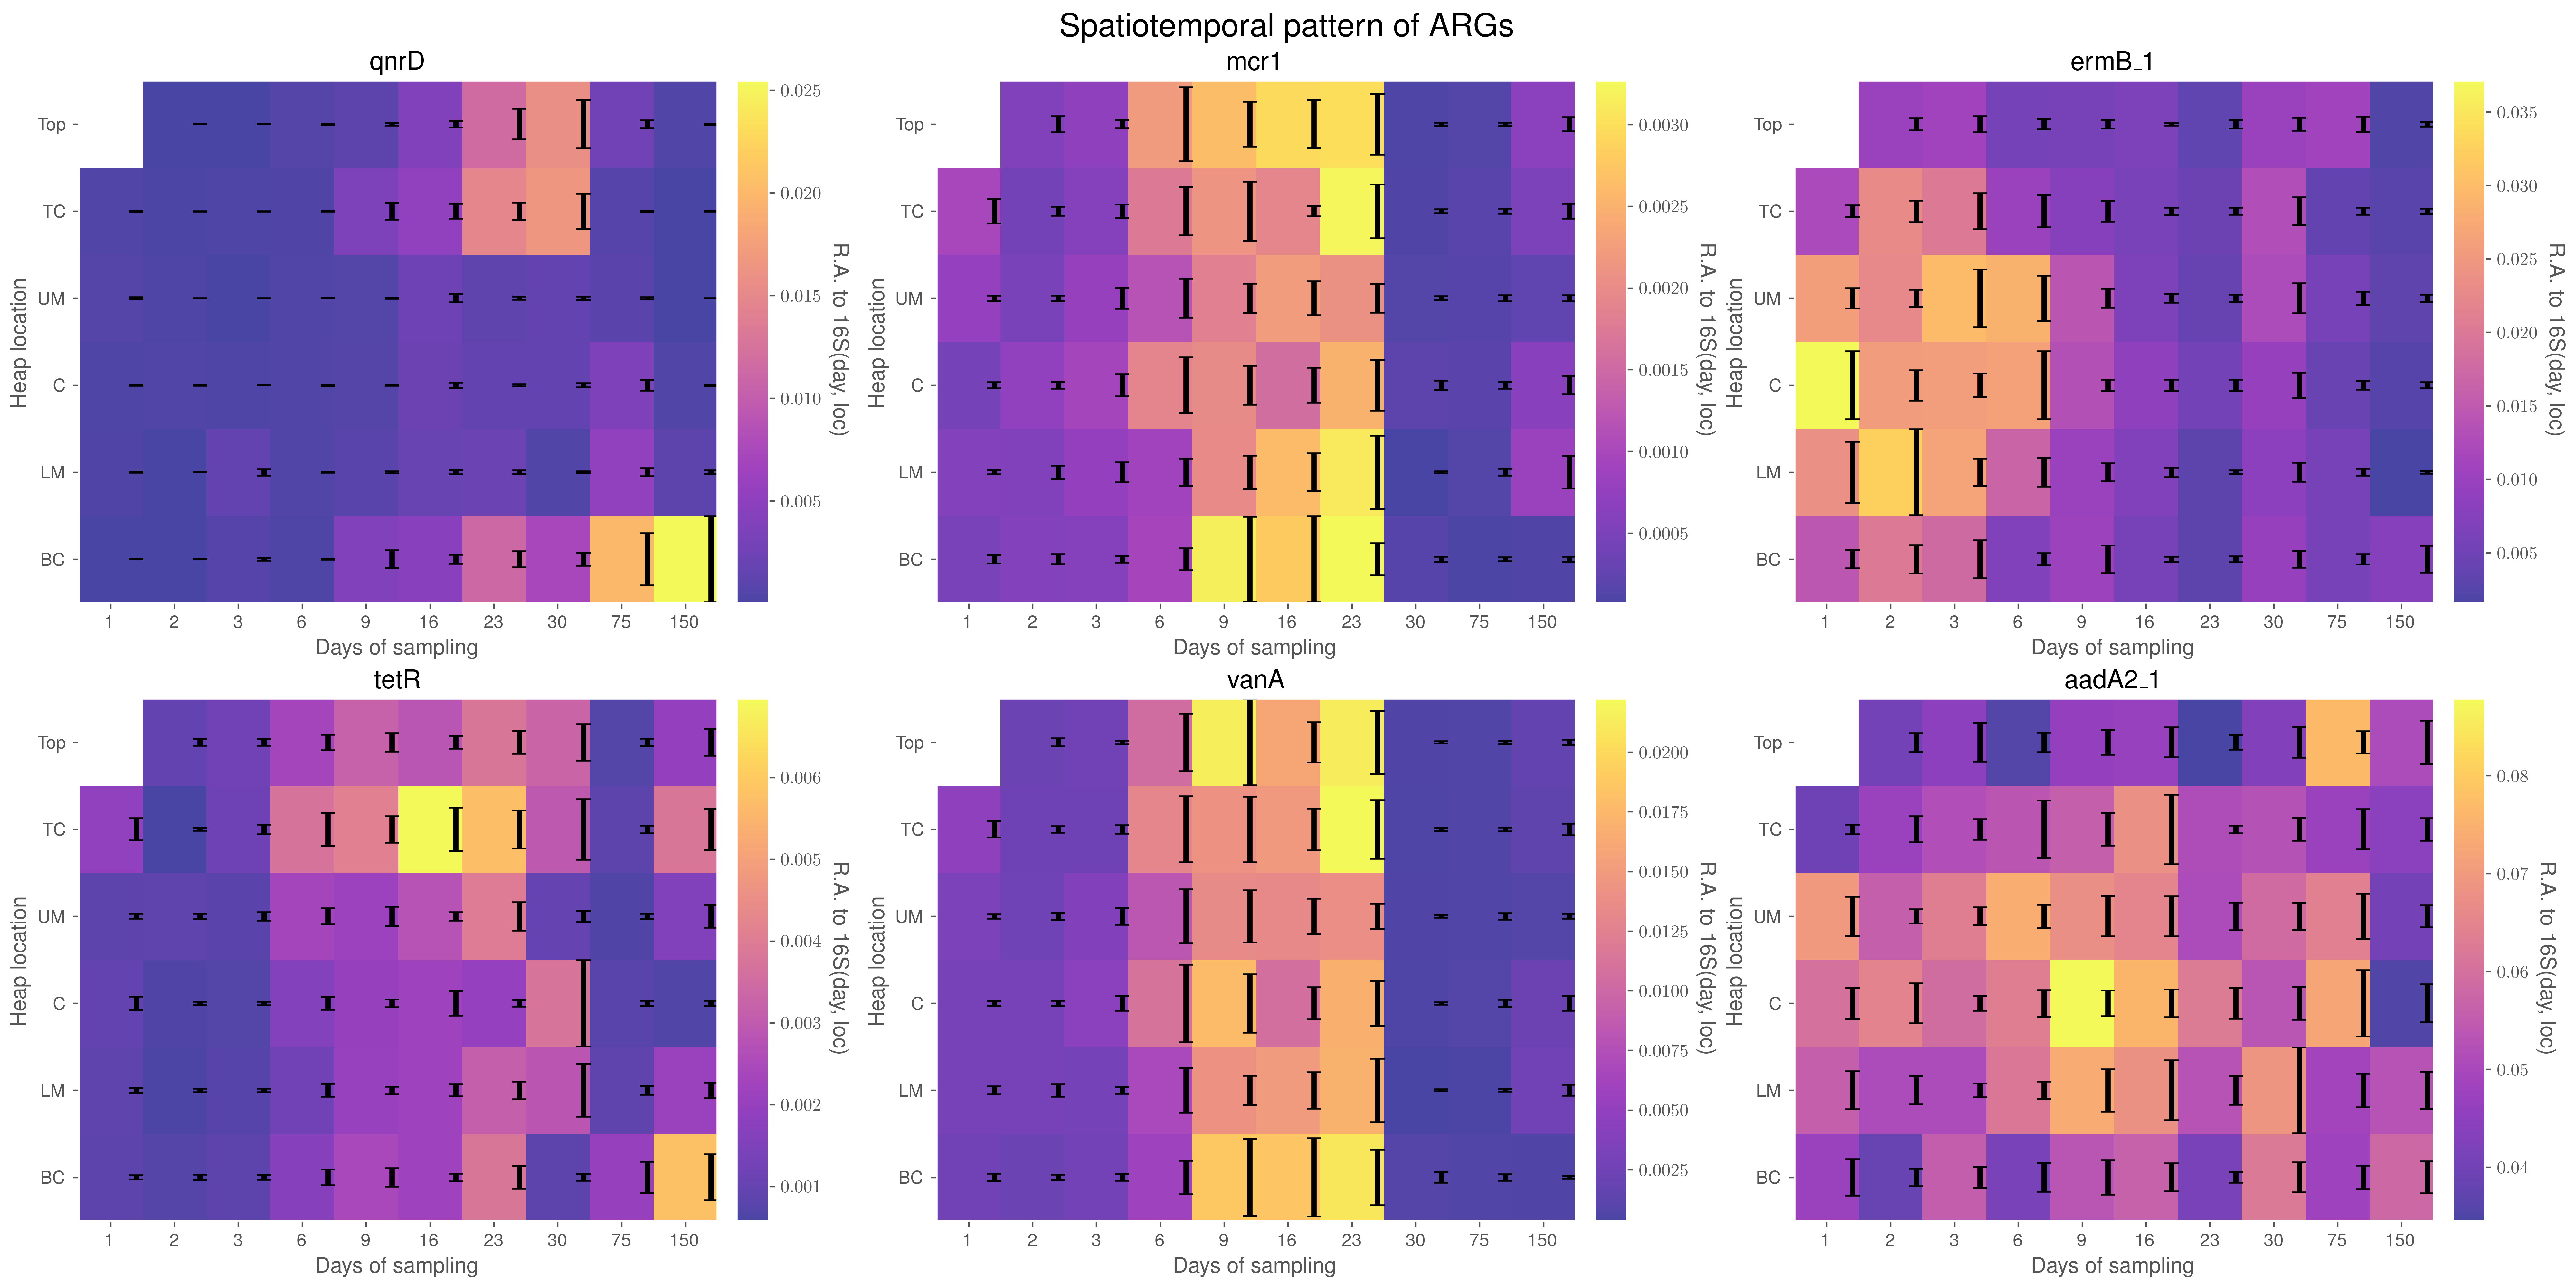 Spatiotemporal pattern of ARGs
qnrD
Heap location
Top
TC
UM
C
LM
BC
1 2 3 6 9 16 23 30 75 150
Days of sampling
0.025
0.020
0.015
0.010
0.005
R.A. to 16S(day, loc)
mcr1
Heap location
Top
TC
UM
C
LM
BC
1 2 3 6 9 16 23 30 75 150
Days of sampling
0.0030
0.0025
0.0020
0.0015
0.0010
0.0005
R.A. to 16S(day, loc)
ermB_1
Heap location
Top
TC
UM
C
LM
BC
1 2 3 6 9 16 23 30 75 150
Days of sampling
0.035
0.030
0.025
0.020
0.015
0.010
0.005
R.A. to 16S(day, loc)
tetR
Heap location
Top
TC
UM
C
LM
BC
1 2 3 6 9 16 23 30 75 150
Days of sampling
0.006
0.005
0.004
0.003
0.002
0.001
R.A. to 16S(day, loc)
vanA
Heap location
Top
TC
UM
C
LM
BC
1 2 3 6 9 16 23 30 75 150
Days of sampling
0.0200
0.0175
0.0150
0.0125
0.0100
0.0075
0.0050
0.0025
R.A. to 16S(day, loc)
aadA2_1
Heap location
Top
TC
UM
C
LM
BC
1 2 3 6 9 16 23 30 75 150
Days of sampling
0.08
0.07
0.06
0.05
0.04
R.A. to 16S(day, loc)